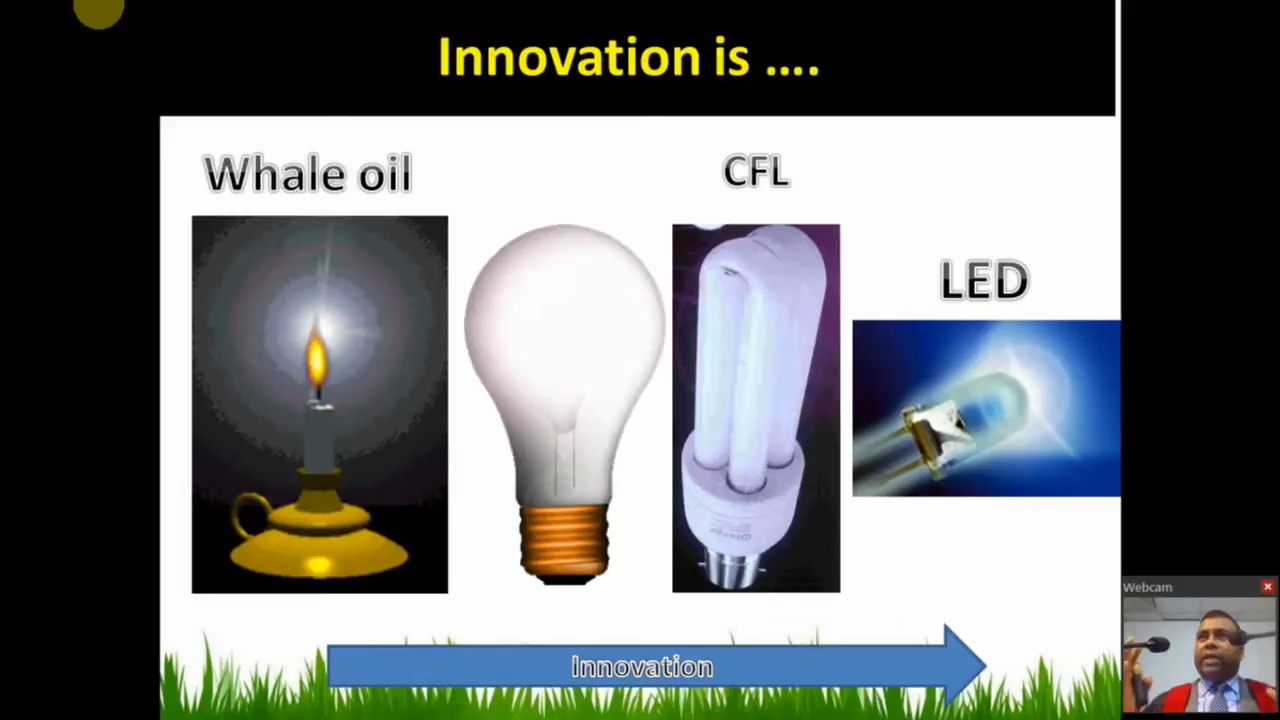 Innovation is ....
Whale oil
CFL
LED
Innovation
Webcam